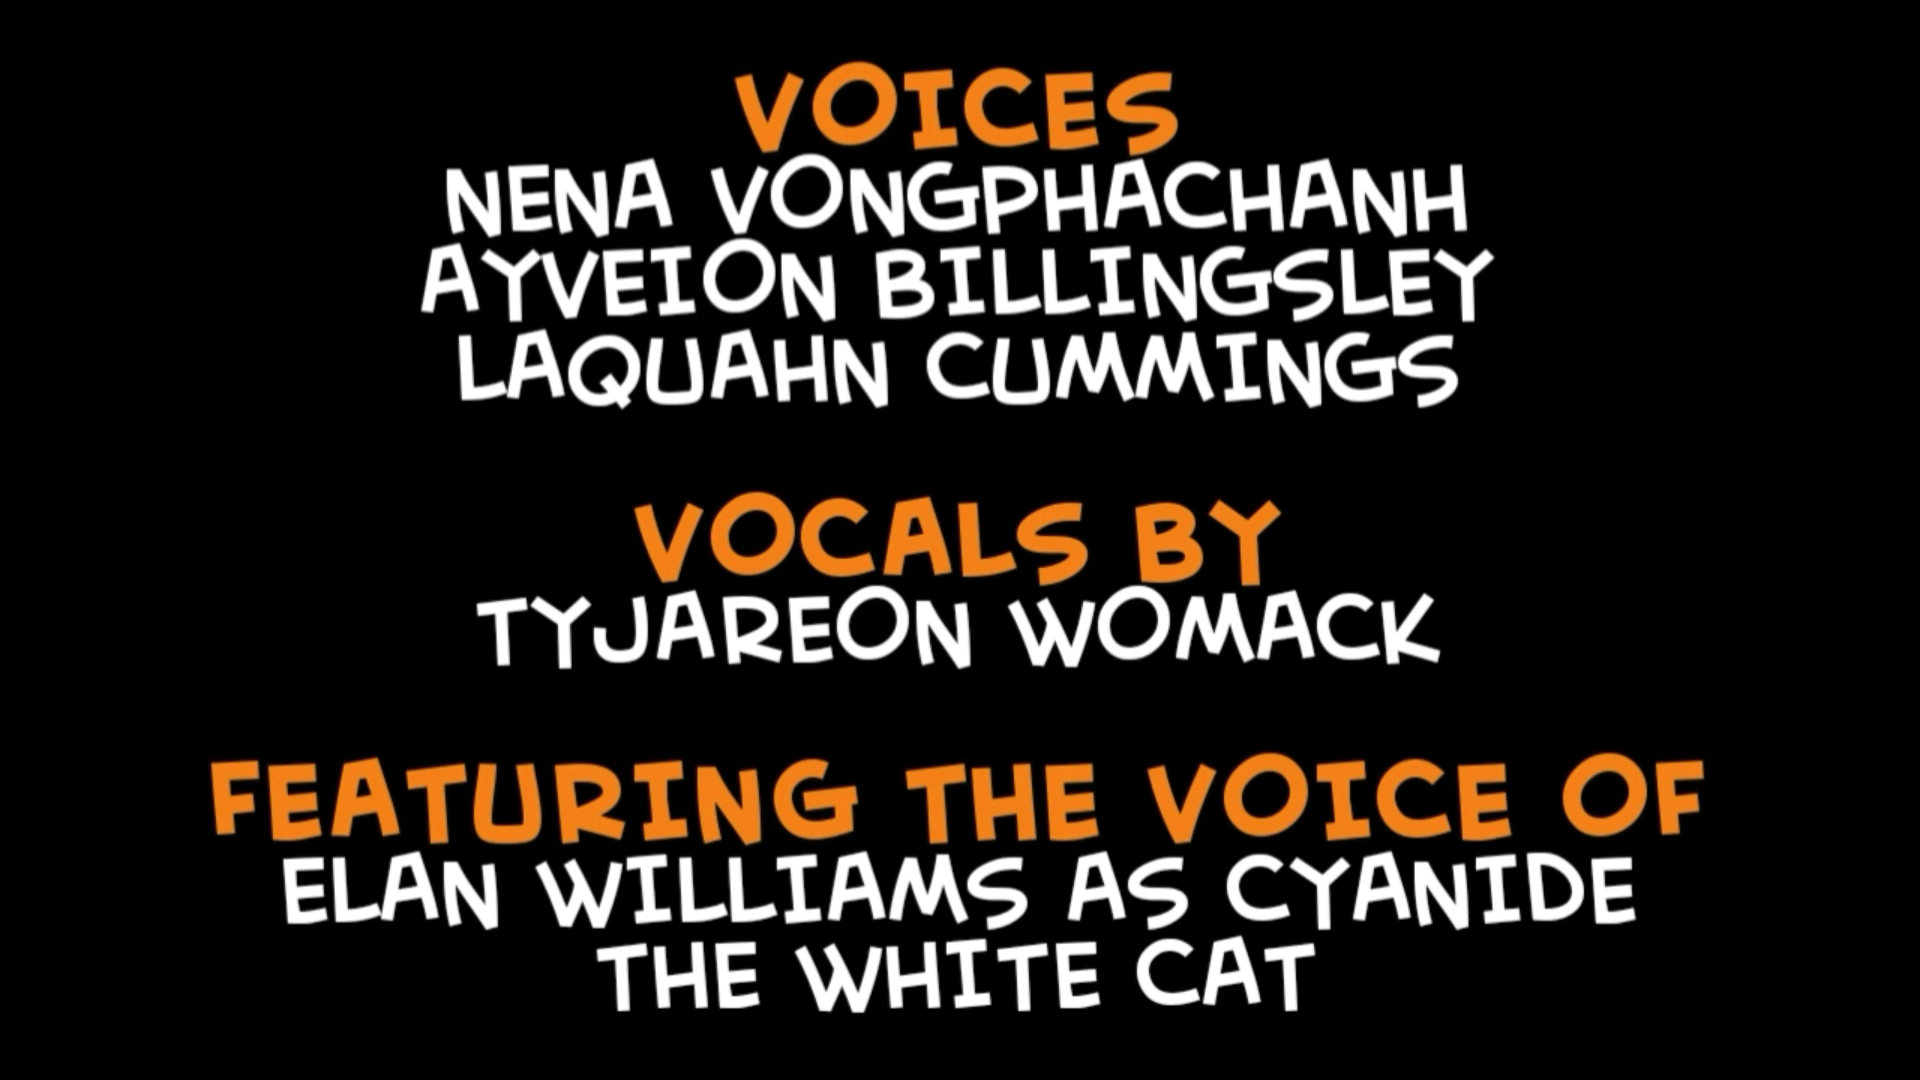 VOICES
NENA VONGPHACHANH
AYVEION BILLINGSLEY
LAQUAHN CUMMINGS
VOCALS BY
TYJAREON WOMACK
FEATURING THE VOICE OF
ELAN WILLIAMS AS CYANIDE
THE WHITE CAT